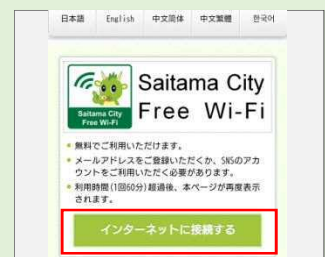 日本語 English 中文简体 中文繁體 한국어
Saitama City
Free Wi-Fi
Saitama City
Free Wi-Fi
無料でご利用いただけます。
メールアドレスをご登録いただくか、SNSのアカ
ウントをご利用いただく必要があります。
利用時間(1回60分)超過後、本ページが再度表示
されます。
インターネットに接続する